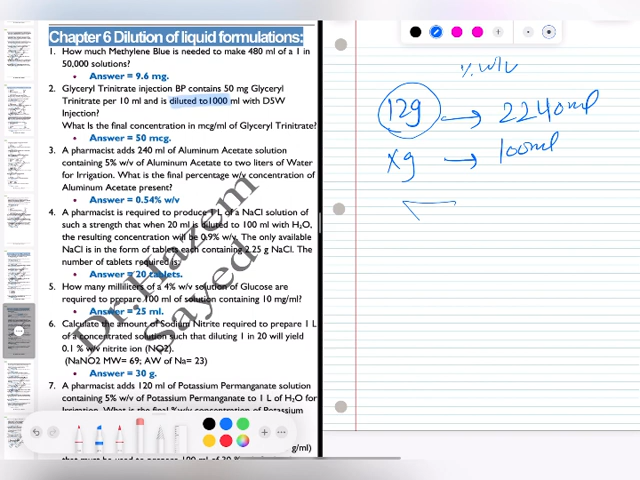 Chapter 6 Dilution of liquid formulations:
1. How much Methylene Blue is needed to make 480 ml of a 1 in
50,000 solutions?
Answer = 9.6 mg.
2. Glyceryl Trinitrate injection BP contains 50 mg Glyceryl
Trinitrate per 10 ml and is diluted to1000 ml with D5W
Injection?
What Is the final concentration in mcg/ml of Glyceryl Trinitrate?
Answer = 50 mcg.
3. A pharmacist adds 240 ml of Aluminum Acetate solution
containing 5% w/v of Aluminum Acetate to two liters of Water
for Irrigation. What is the final percentage w/v concentration of
Aluminum Acetate present?
Answer = 0.54% w/v
4. A pharmacist is required to produce 1 L of a NaCl solution of
such a strength that when 20 ml is diluted to 100 ml with H₂O,
the resulting concentration will be 0.9% w/v. The only available
NaCl is in the form of tablets each containing 2.25 g NaCl. The
number of tablets required is,
Answer = 20 tablets.
5. How many milliliters of a 4% w/v solution of Glucose are
required to prepare 100 ml of solution containing 10 mg/ml?
Answer = 25 ml.
6. Calculate the amount of Sodium Nitrite required to prepare 1 L
of a concentrated solution such that diluting 1 in 20 will yield
0.1 % w/v nitrite ion (NO2).
(NaNO2 MW= 69; AW of Na= 23)
Answer = 30 g.
7. A pharmacist adds 120 ml of Potassium Permanganate solution
containing 5% w/v of Potassium Permanganate to 1 L of H₂O for
Irrigation. What is the final %w/v concentration of Potassium
g/ml)
Dr. Hazem
Sayed
% w/v
12g → 2240ml
xg → 100ml